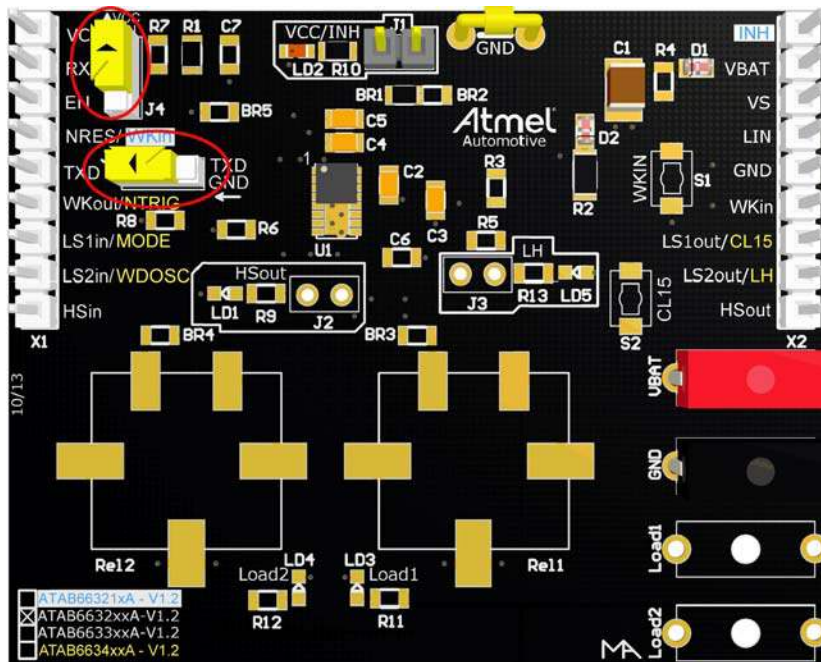 VCC
R7
R1
C7
VCC/INH
J1
LD2
R10
GND
INH
RX
VBAT
C1
R4
D1
EN
J4
BR5
BR1
BR2
VS
NRES/WKin
C5
C4
Atmel
Automotive
D2
LIN
TXD
TXD
GND
1
C2
C3
R3
R2
WKIN
S1
GND
WKout/NTRIG
R8
R6
U1
WKin
LS1in/MODE
C6
R5
LS1out/CL15
LS2in/WDOSC
HSout
LH
LS2out/LH
HSin
LD1
R9
J2
J3
R13
LD5
CL15
HSout
X1
BR4
BR3
S2
X2
10/13
VBAT
GND
Load1
Load2
Rel2
LD4
LD3
Rel1
Load2
Load1
R12
R11
ATAB66321xA - V1.2
ATAB6632xxA-V1.2
ATAB6633xxA-V1.2
ATAB6634xxA - V1.2
MA